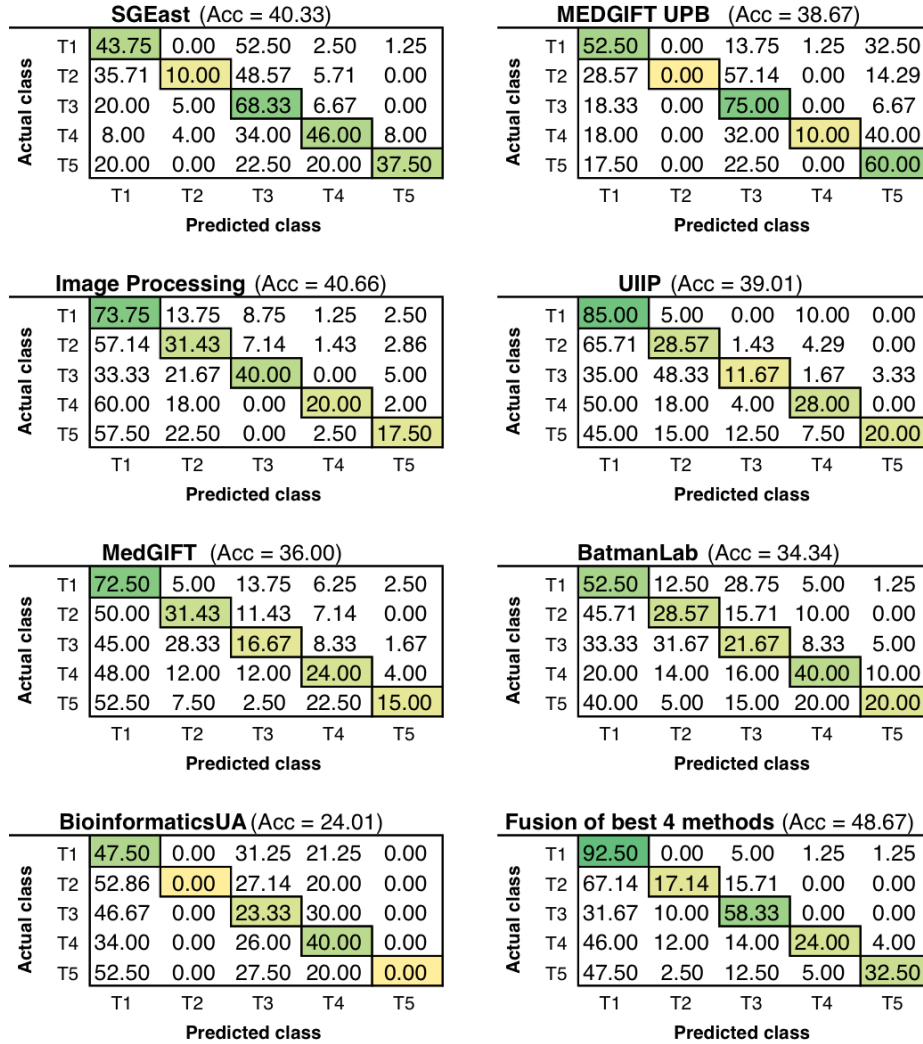 SGEast (Acc = 40.33)
Actual class
T1 43.75 0.00 52.50 2.50 1.25
T2 35.71 10.00 48.57 5.71 0.00
T3 20.00 5.00 68.33 6.67 0.00
T4 8.00 4.00 34.00 46.00 8.00
T5 20.00 0.00 22.50 20.00 37.50
T1 T2 T3 T4 T5
Predicted class
MEDGIFT UPB (Acc = 38.67)
Actual class
T1 52.50 0.00 13.75 1.25 32.50
T2 28.57 0.00 57.14 0.00 14.29
T3 18.33 0.00 75.00 0.00 6.67
T4 18.00 0.00 32.00 10.00 40.00
T5 17.50 0.00 22.50 0.00 60.00
T1 T2 T3 T4 T5
Predicted class
Image Processing (Acc = 40.66)
Actual class
T1 73.75 13.75 8.75 1.25 2.50
T2 57.14 31.43 7.14 1.43 2.86
T3 33.33 21.67 40.00 0.00 5.00
T4 60.00 18.00 0.00 20.00 2.00
T5 57.50 22.50 0.00 2.50 17.50
T1 T2 T3 T4 T5
Predicted class
UIIP (Acc = 39.01)
Actual class
T1 85.00 5.00 0.00 10.00 0.00
T2 65.71 28.57 1.43 4.29 0.00
T3 35.00 48.33 11.67 1.67 3.33
T4 50.00 18.00 4.00 28.00 0.00
T5 45.00 15.00 12.50 7.50 20.00
T1 T2 T3 T4 T5
Predicted class
MedGIFT (Acc = 36.00)
Actual class
T1 72.50 5.00 13.75 6.25 2.50
T2 50.00 31.43 11.43 7.14 0.00
T3 45.00 28.33 16.67 8.33 1.67
T4 48.00 12.00 12.00 24.00 4.00
T5 52.50 7.50 2.50 22.50 15.00
T1 T2 T3 T4 T5
Predicted class
BatmanLab (Acc = 34.34)
Actual class
T1 52.50 12.50 28.75 5.00 1.25
T2 45.71 28.57 15.71 10.00 0.00
T3 33.33 31.67 21.67 8.33 5.00
T4 20.00 14.00 16.00 40.00 10.00
T5 40.00 5.00 15.00 20.00 20.00
T1 T2 T3 T4 T5
Predicted class
BioinformaticsUA (Acc = 24.01)
Actual class
T1 47.50 0.00 31.25 21.25 0.00
T2 52.86 0.00 27.14 20.00 0.00
T3 46.67 0.00 23.33 30.00 0.00
T4 34.00 0.00 26.00 40.00 0.00
T5 52.50 0.00 27.50 20.00 0.00
T1 T2 T3 T4 T5
Predicted class
Fusion of best 4 methods (Acc = 48.67)
Actual class
T1 92.50 0.00 5.00 1.25 1.25
T2 67.14 17.14 15.71 0.00 0.00
T3 31.67 10.00 58.33 0.00 0.00
T4 46.00 12.00 14.00 24.00 4.00
T5 47.50 2.50 12.50 5.00 32.50
T1 T2 T3 T4 T5
Predicted class